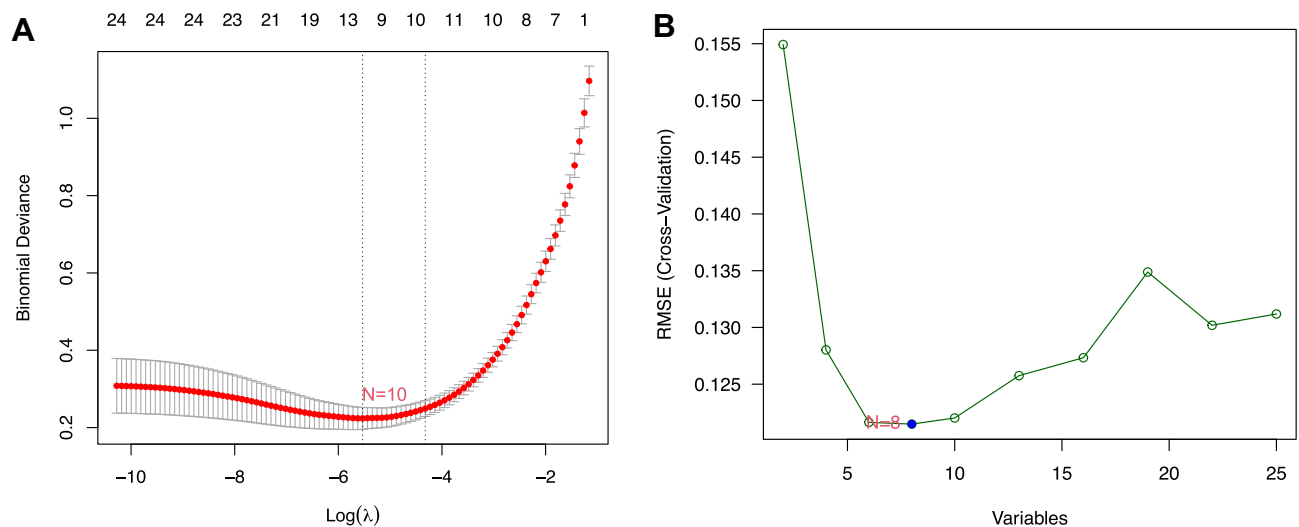 A
24 24 24 23 21 19 13 9 10 11 10 8 7 1
Binomial Deviance
1.0
0.8
0.6
0.4
0.2
N=10
−10 −8 −6 −4 −2
Log(λ)
B
RMSE (Cross−Validation)
0.155
0.150
0.145
0.140
0.135
0.130
0.125
N=8
5 10 15 20 25
Variables